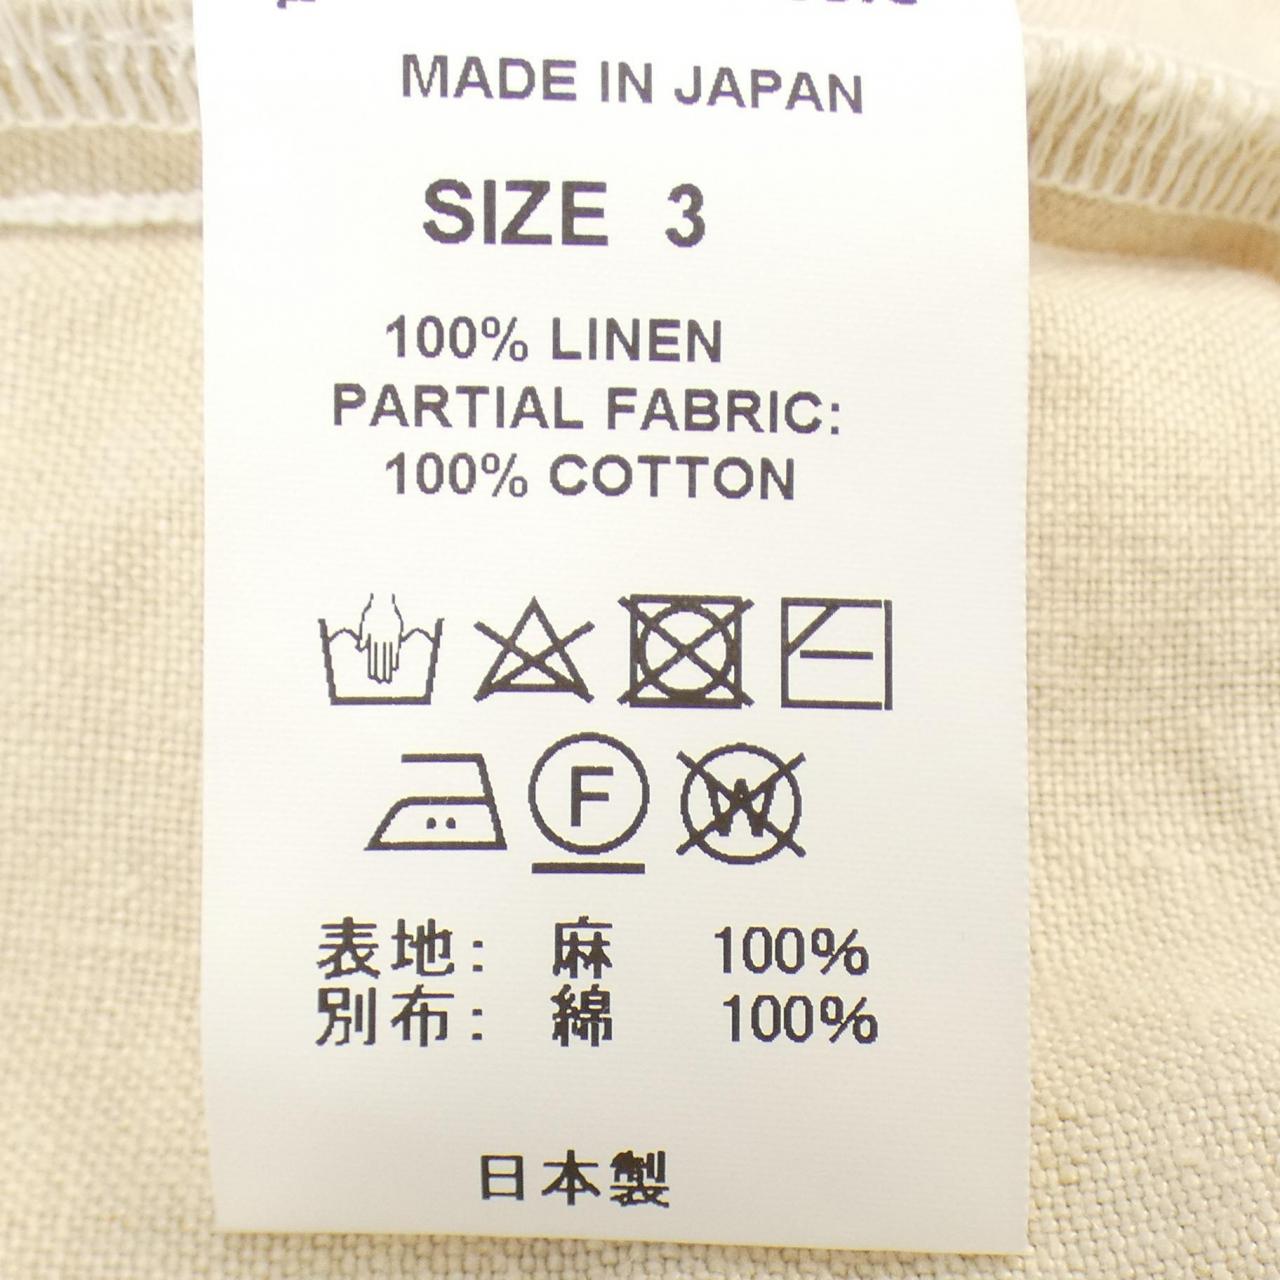 MADE IN JAPAN
SIZE 3
100% LINEN
PARTIAL FABRIC:
100% COTTON
F
W
表地: 麻 100%
別布: 綿 100%
日本製